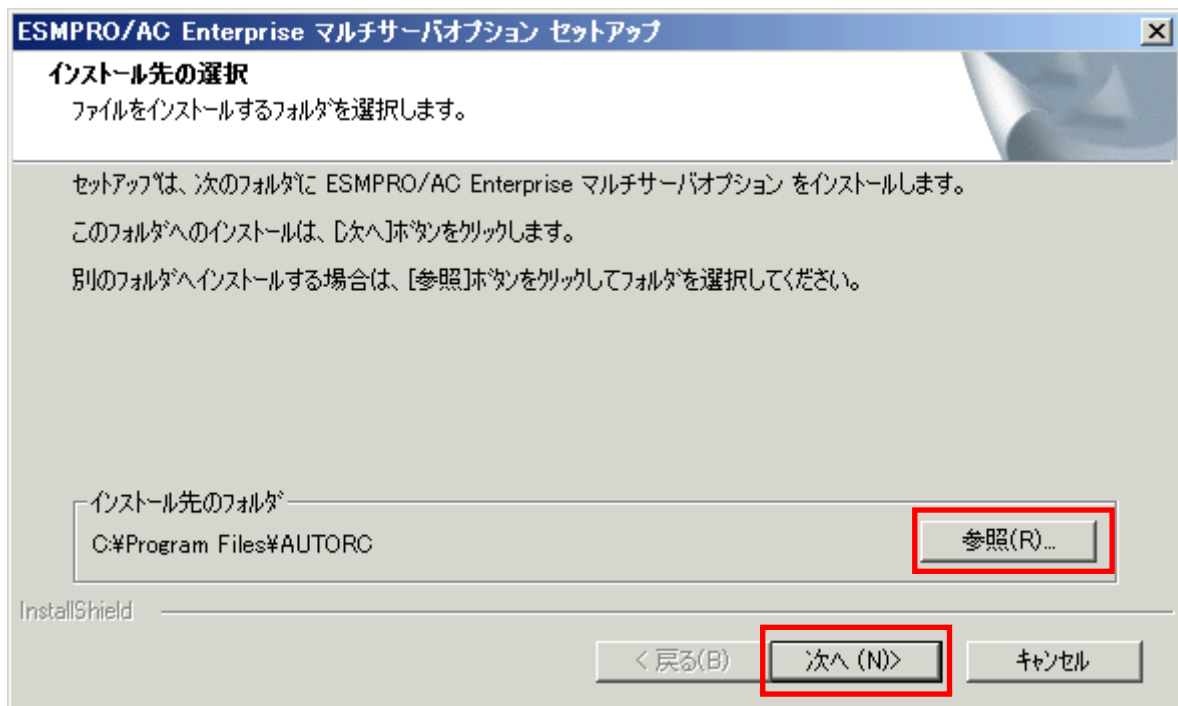 ESMPRO/AC Enterprise マルチサーバオプション セットアップ
インストール先の選択
ファイルをインストールするフォルダを選択します。
セットアップは、次のフォルダに ESMPRO/AC Enterprise マルチサーバオプション をインストールします。
このフォルダへのインストールは、[次へ]ボタンをクリックします。
別のフォルダへインストールする場合は、[参照]ボタンをクリックしてフォルダを選択してください。
インストール先のフォルダ
C:¥Program Files¥AUTORC
参照(R)...
InstallShield
< 戻る(B)
次へ (N)>
キャンセル